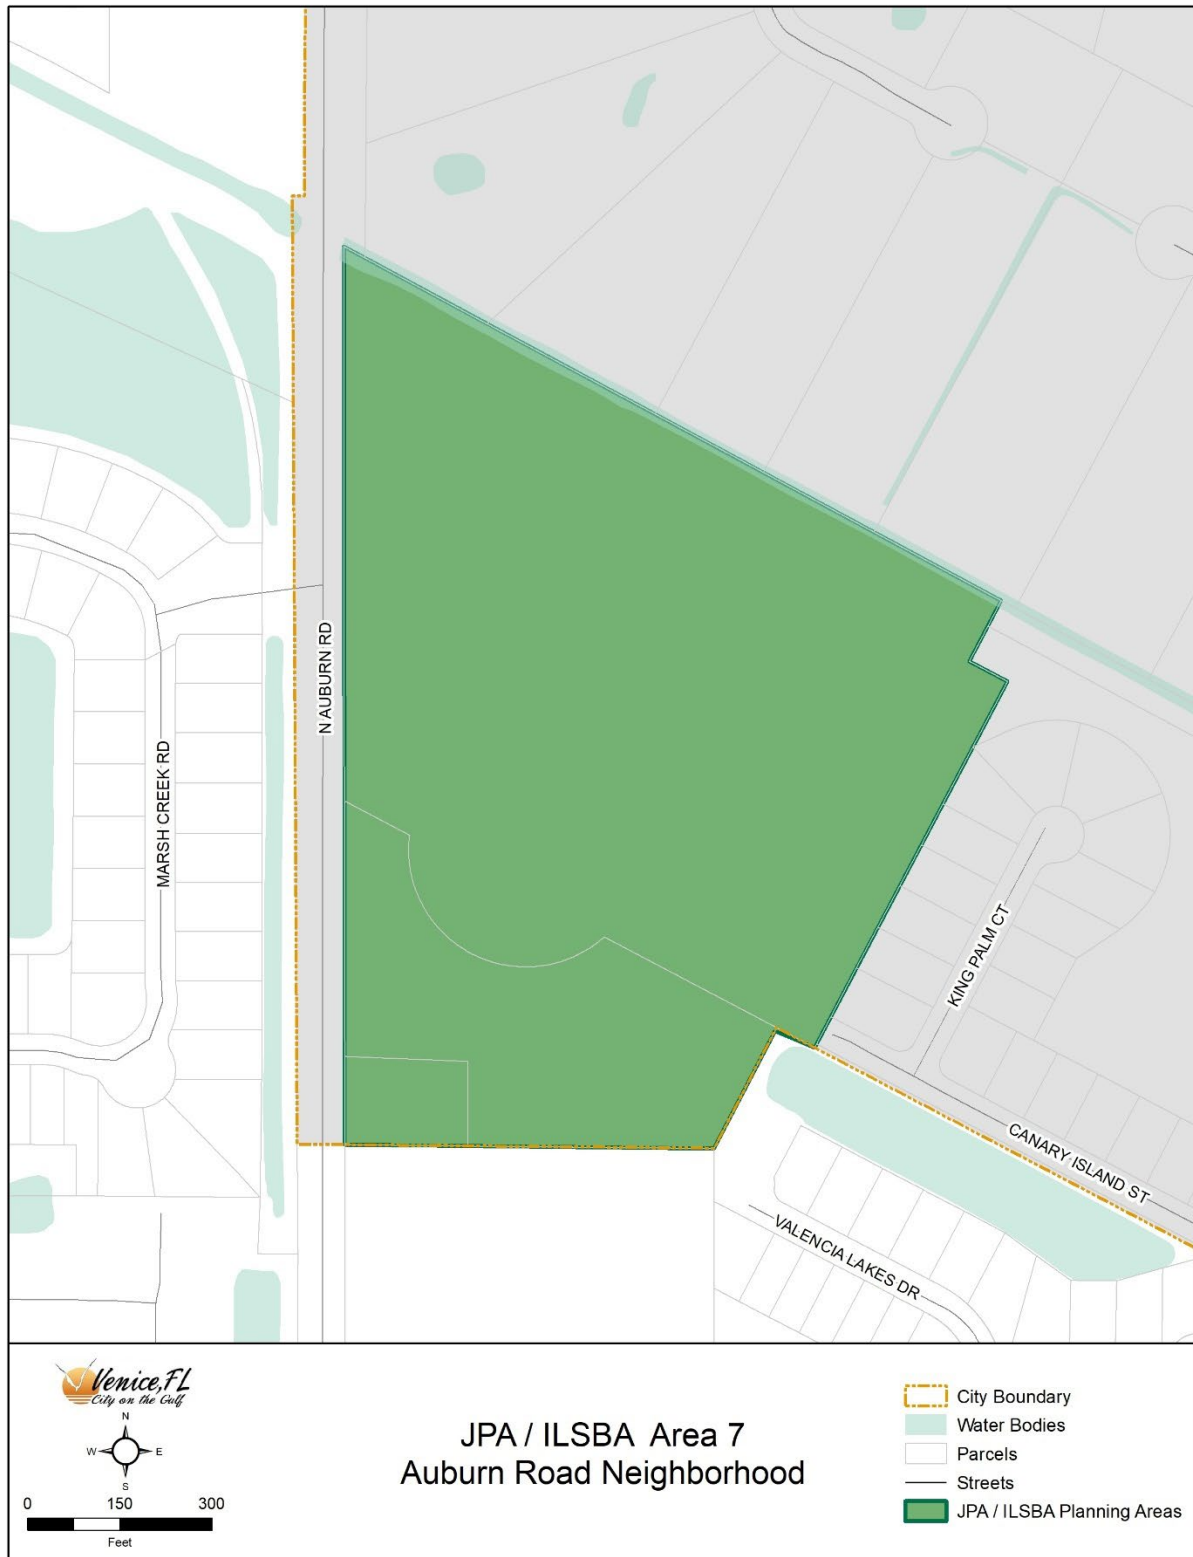 N AUBURN RD
MARSH CREEK RD
KING PALM CT
CANARY ISLAND ST
VALENCIA LAKES DR
Venice, FL
City on the Gulf
N
W E
S
0 150 300
Feet
JPA / ILSBA Area 7
Auburn Road Neighborhood
City Boundary
Water Bodies
Parcels
Streets
JPA / ILSBA Planning Areas